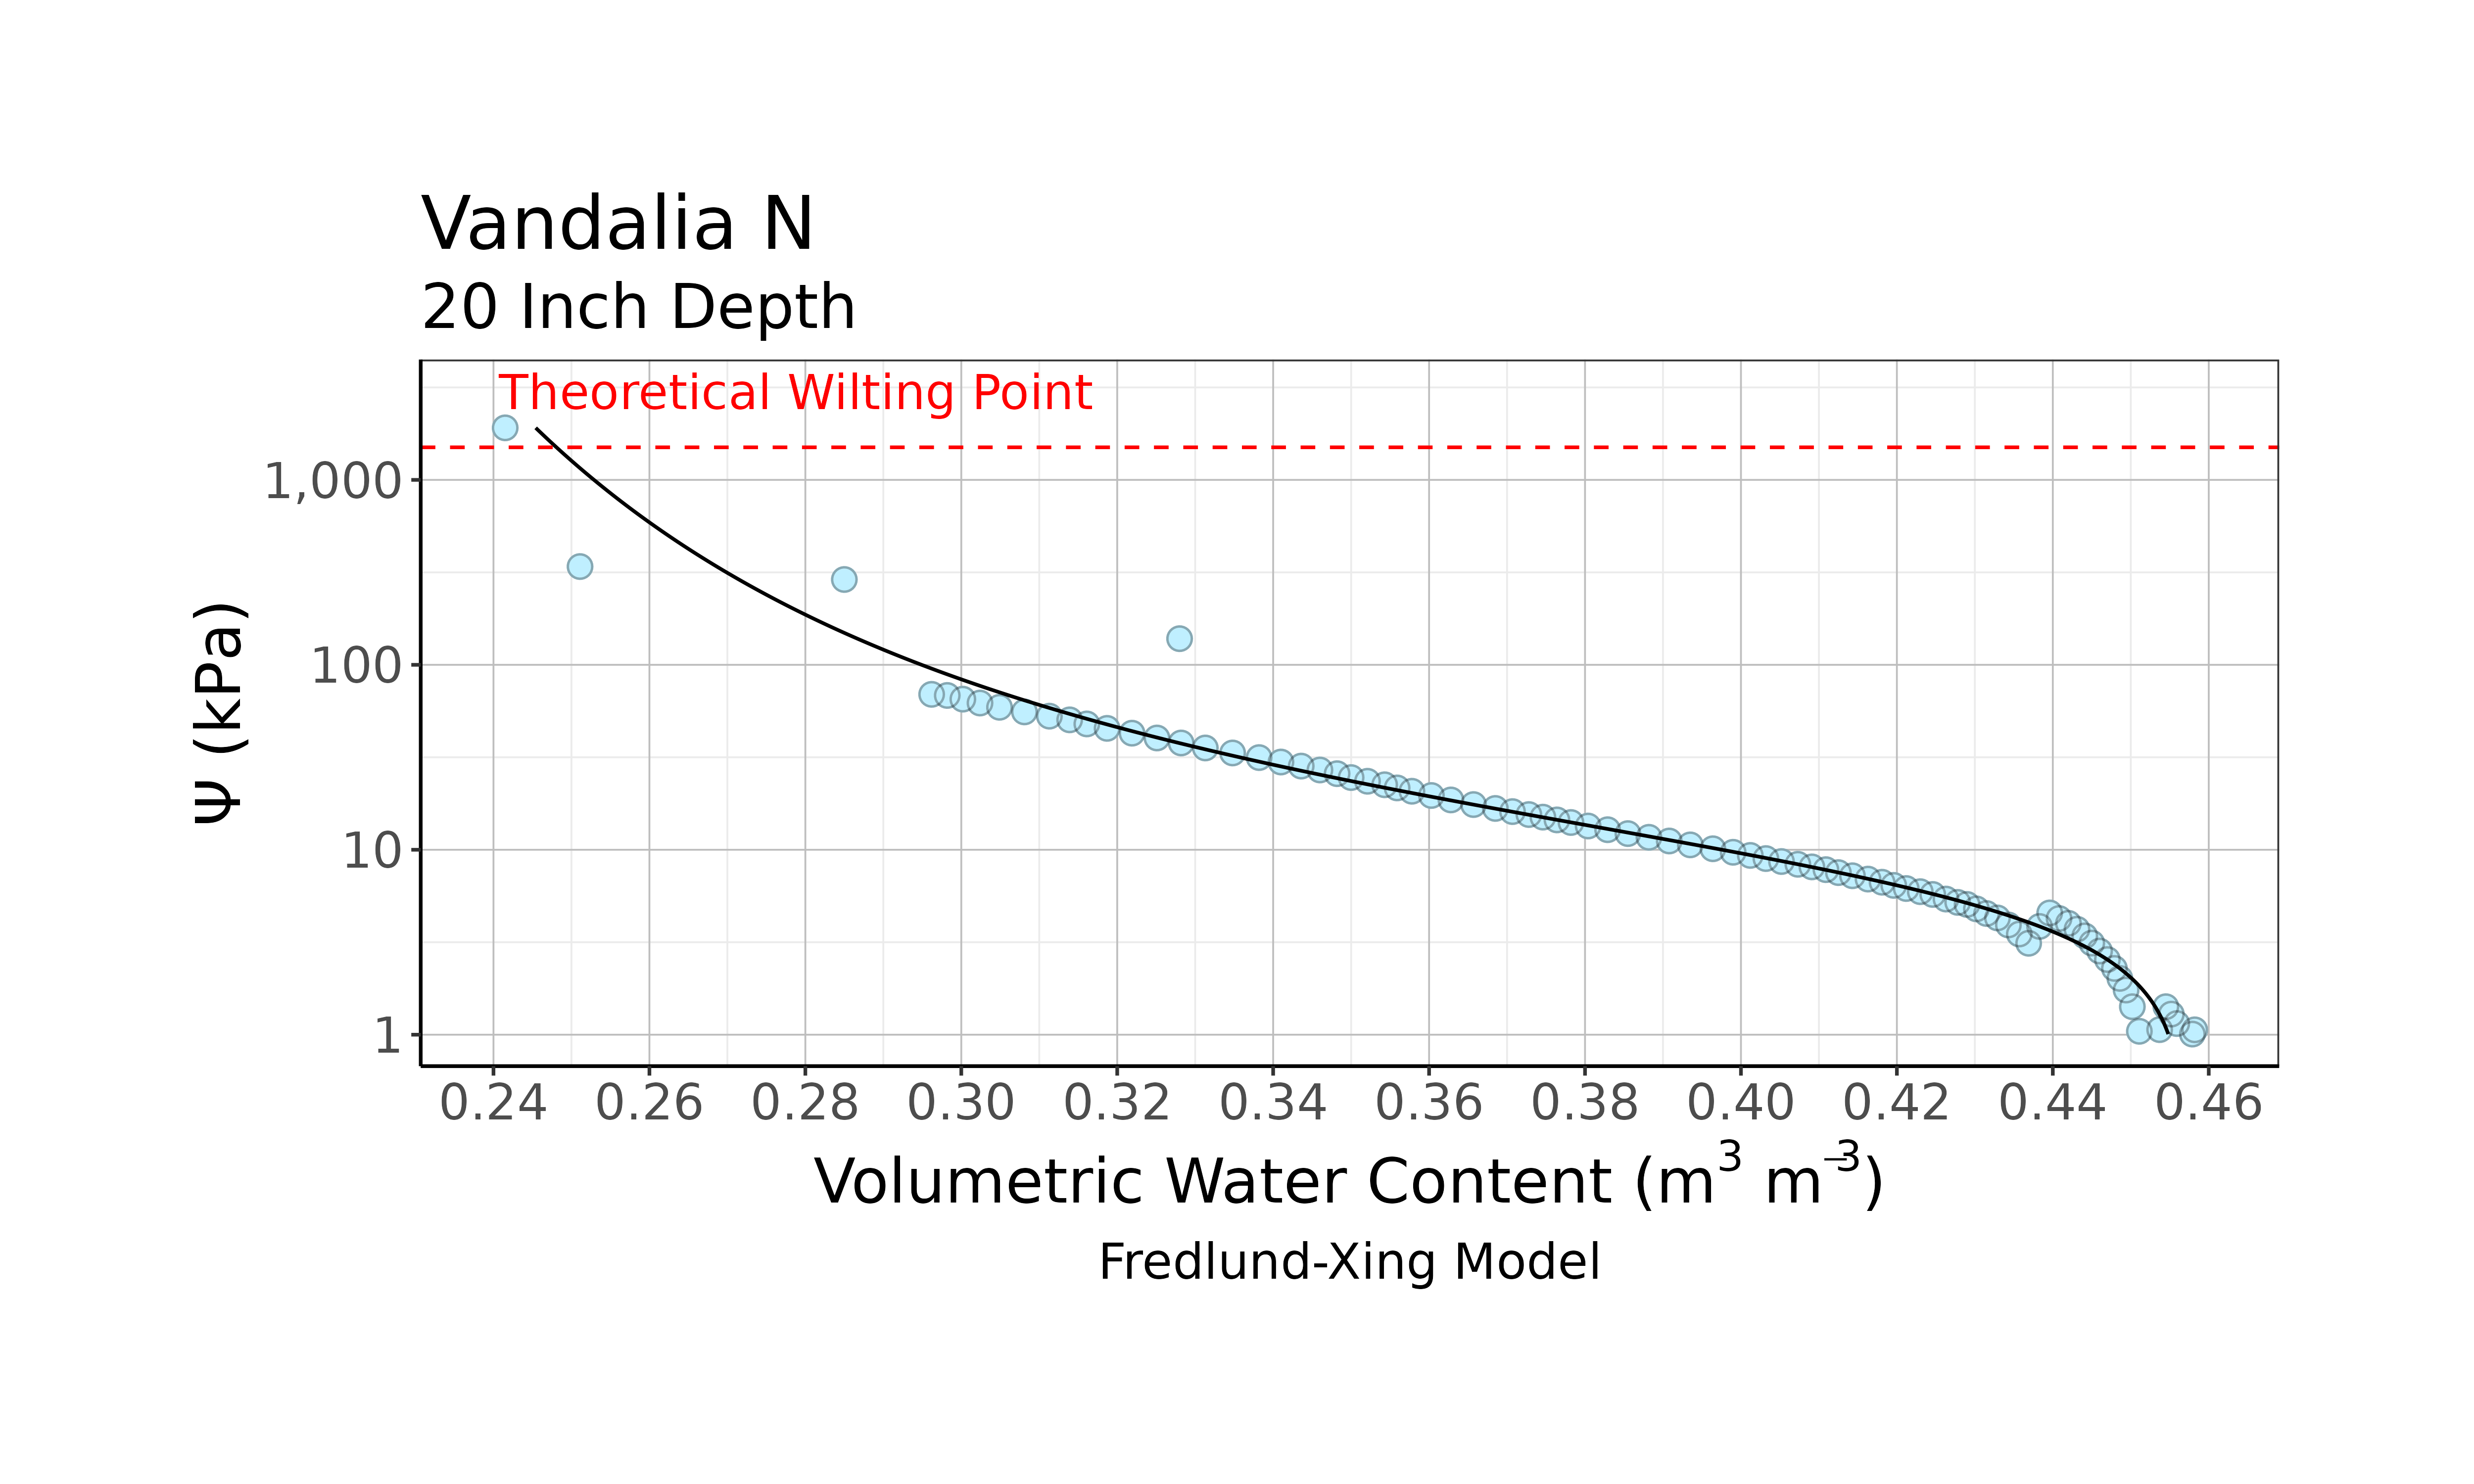 Vandalia N
20 Inch Depth
Theoretical Wilting Point
1,000
100
10
1
Ψ (kPa)
0.24 0.26 0.28 0.30 0.32 0.34 0.36 0.38 0.40 0.42 0.44 0.46
Volumetric Water Content (m³ m⁻³)
Fredlund-Xing Model